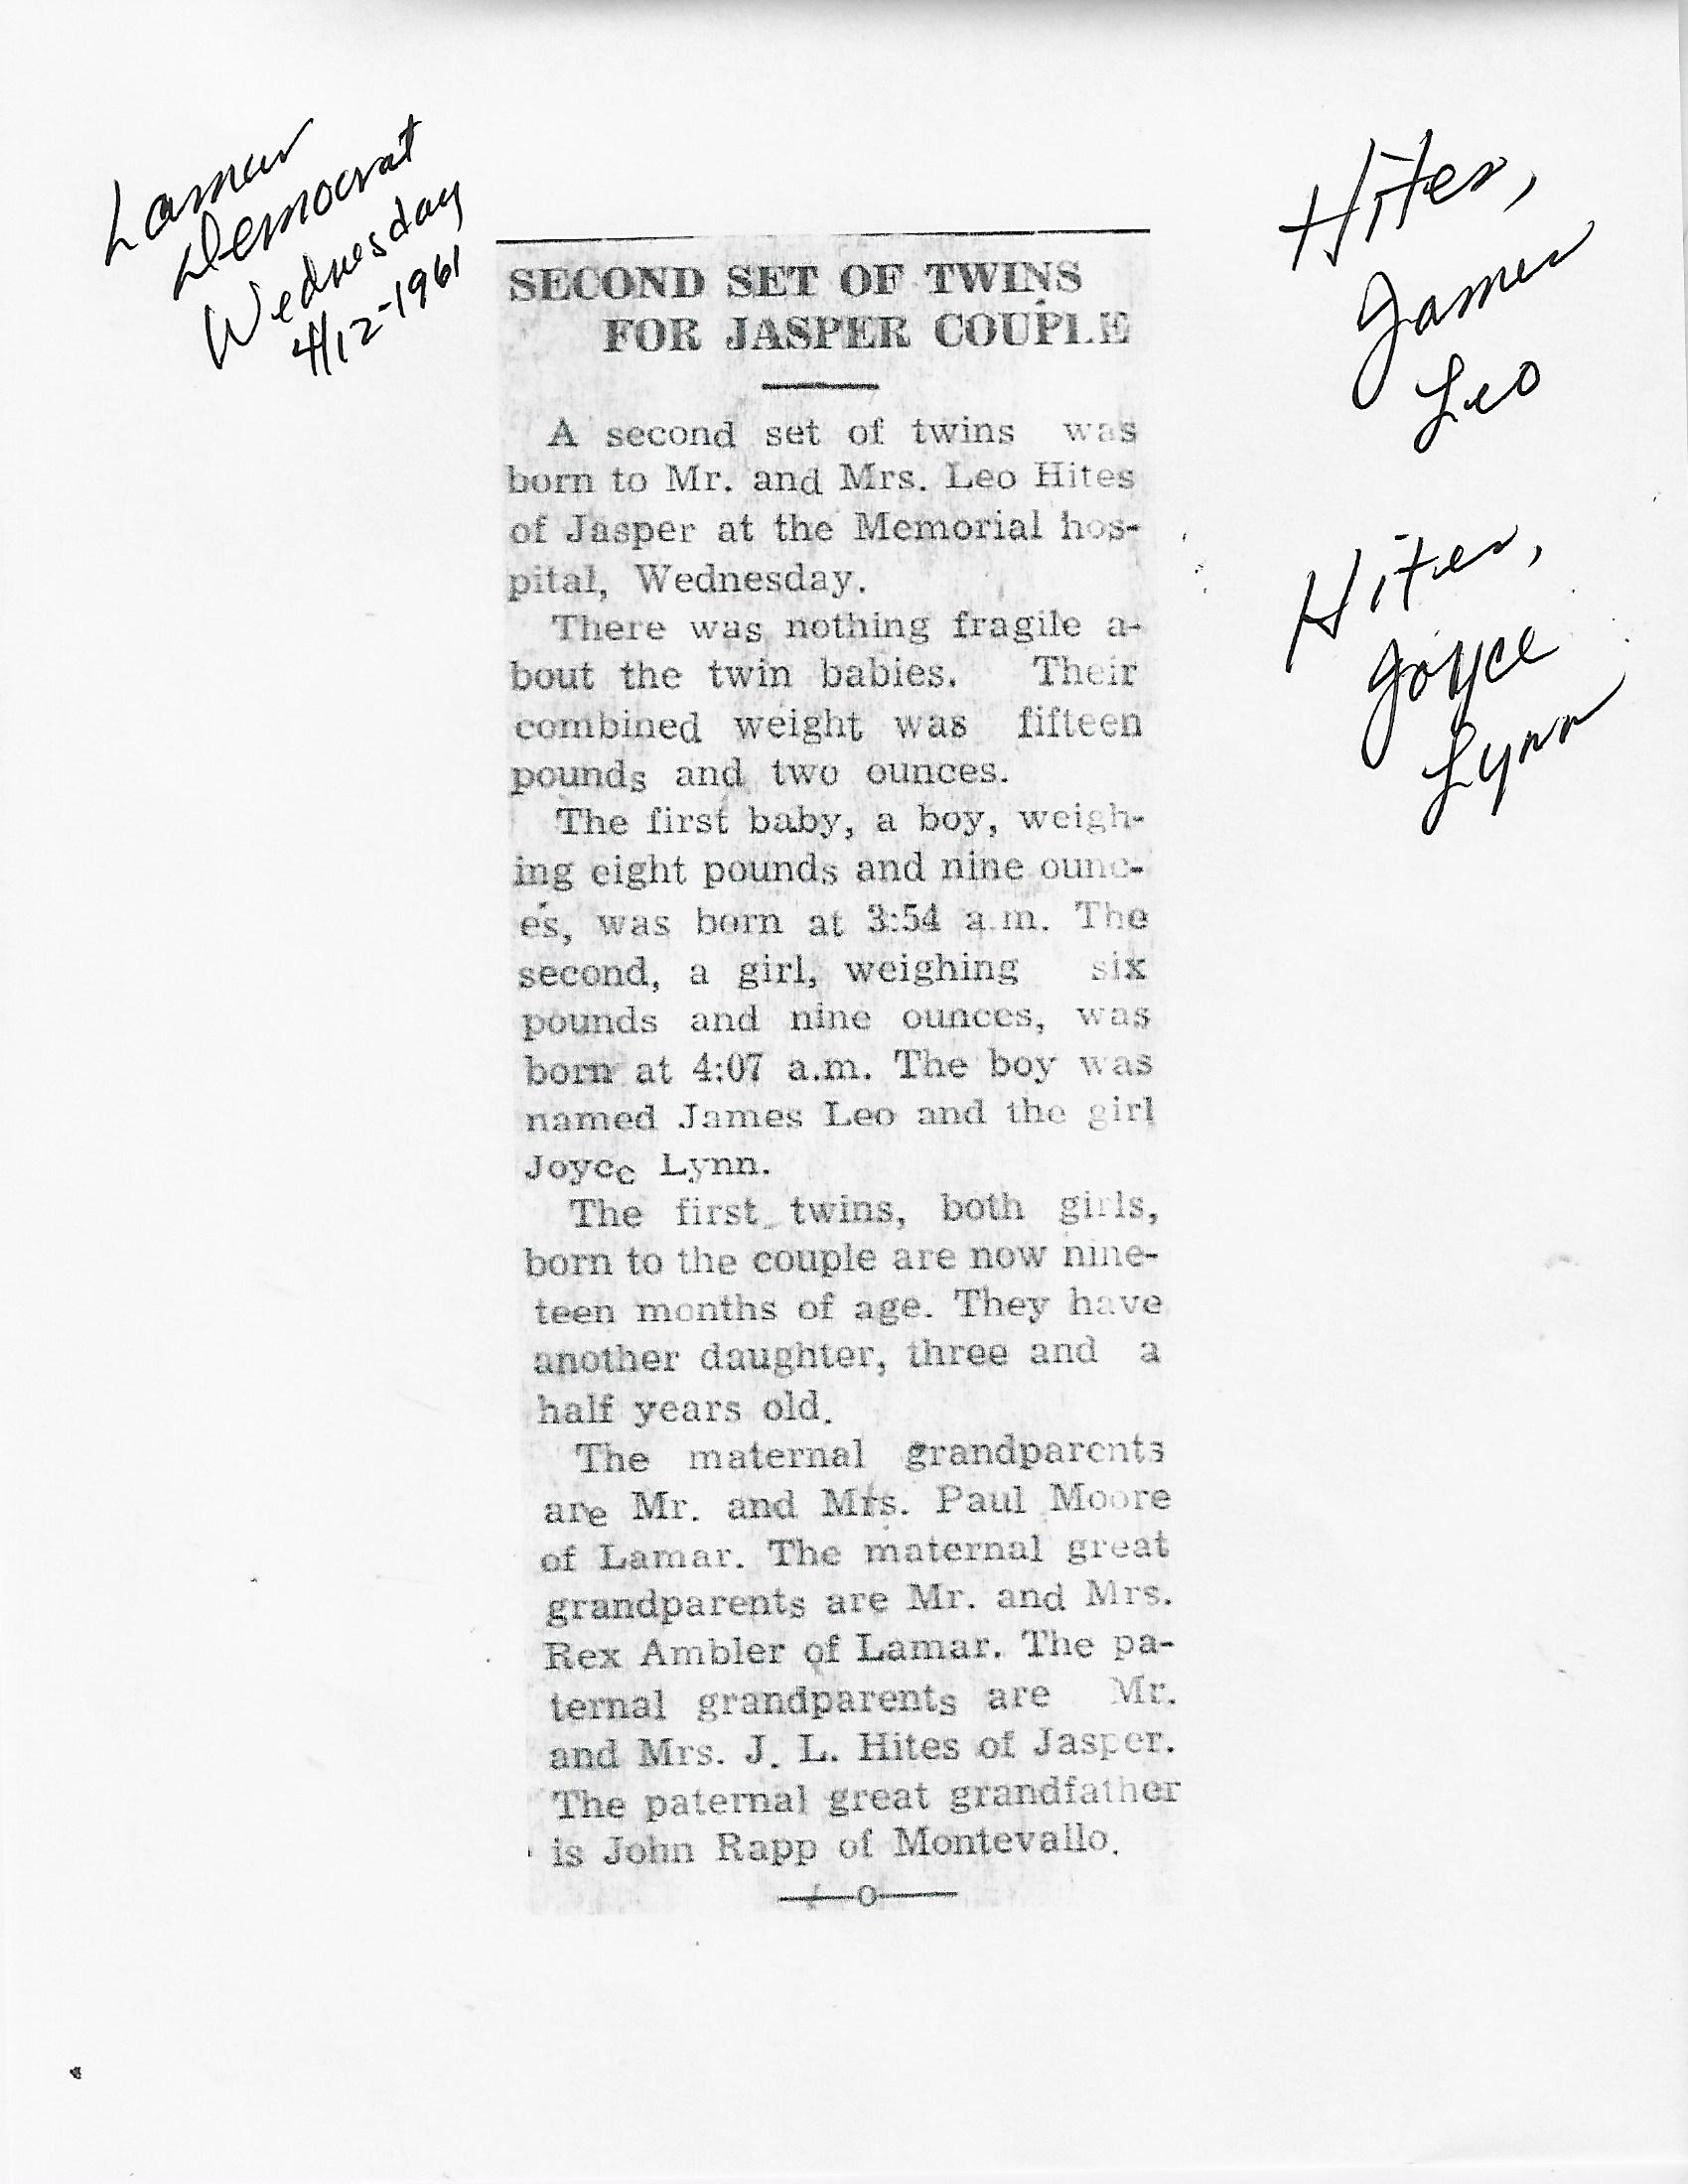 Lamar
Democrat
Wednesday
4/12-1961
Hites,
James
Leo
Hites,
Joyce
Lynn
SECOND SET OF TWINS
FOR JASPER COUPLE
A second set of twins was
born to Mr. and Mrs. Leo Hites
of Jasper at the Memorial hos-
pital, Wednesday.
There was nothing fragile a-
bout the twin babies. Their
combined weight was fifteen
pounds and two ounces.
The first baby, a boy, weigh-
ing eight pounds and nine ounc-
es, was born at 3:54 a.m. The
second, a girl, weighing six
pounds and nine ounces, was
born at 4:07 a.m. The boy was
named James Leo and the girl
Joyce Lynn.
The first twins, both girls,
born to the couple are now nine-
teen months of age. They have
another daughter, three and a
half years old.
The maternal grandparents
are Mr. and Mrs. Paul Moore
of Lamar. The maternal great
grandparents are Mr. and Mrs.
Rex Ambler of Lamar. The pa-
ternal grandparents are Mr.
and Mrs. J. L. Hites of Jasper.
The paternal great grandfather
is John Rapp of Montevallo.
—o—